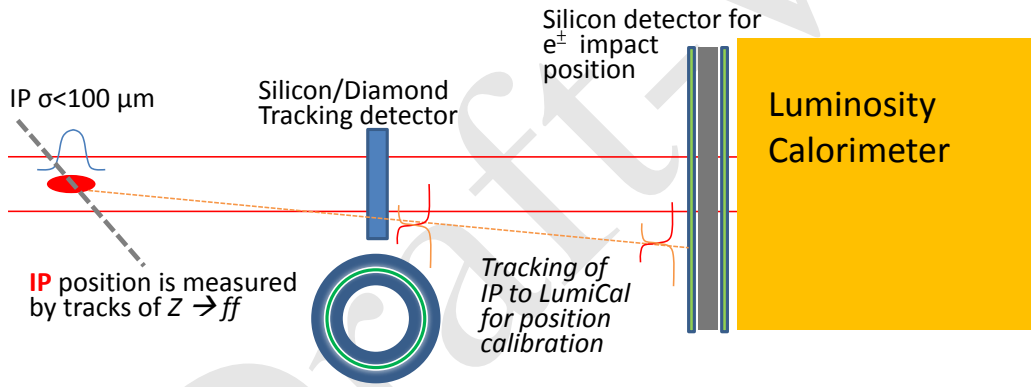 IP σ<100 μm
Silicon/Diamond
Tracking detector
Silicon detector for
e± impact
position
Luminosity
Calorimeter
IP position is measured
by tracks of Z → ff
Tracking of
IP to LumiCal
for position
calibration